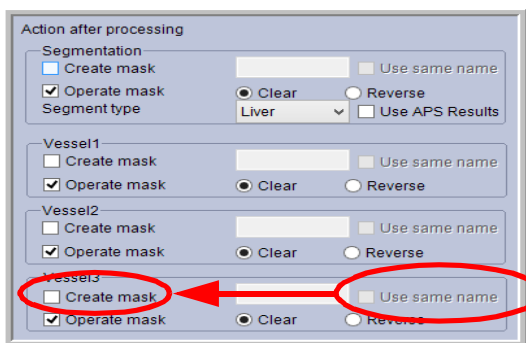 Action after processing
Segmentation
Create mask Use same name
Operate mask Clear Reverse
Segment type Liver Use APS Results
Vessel1
Create mask Use same name
Operate mask Clear Reverse
Vessel2
Create mask Use same name
Operate mask Clear Reverse
Vessel3
Create mask Use same name
Operate mask Clear Reverse